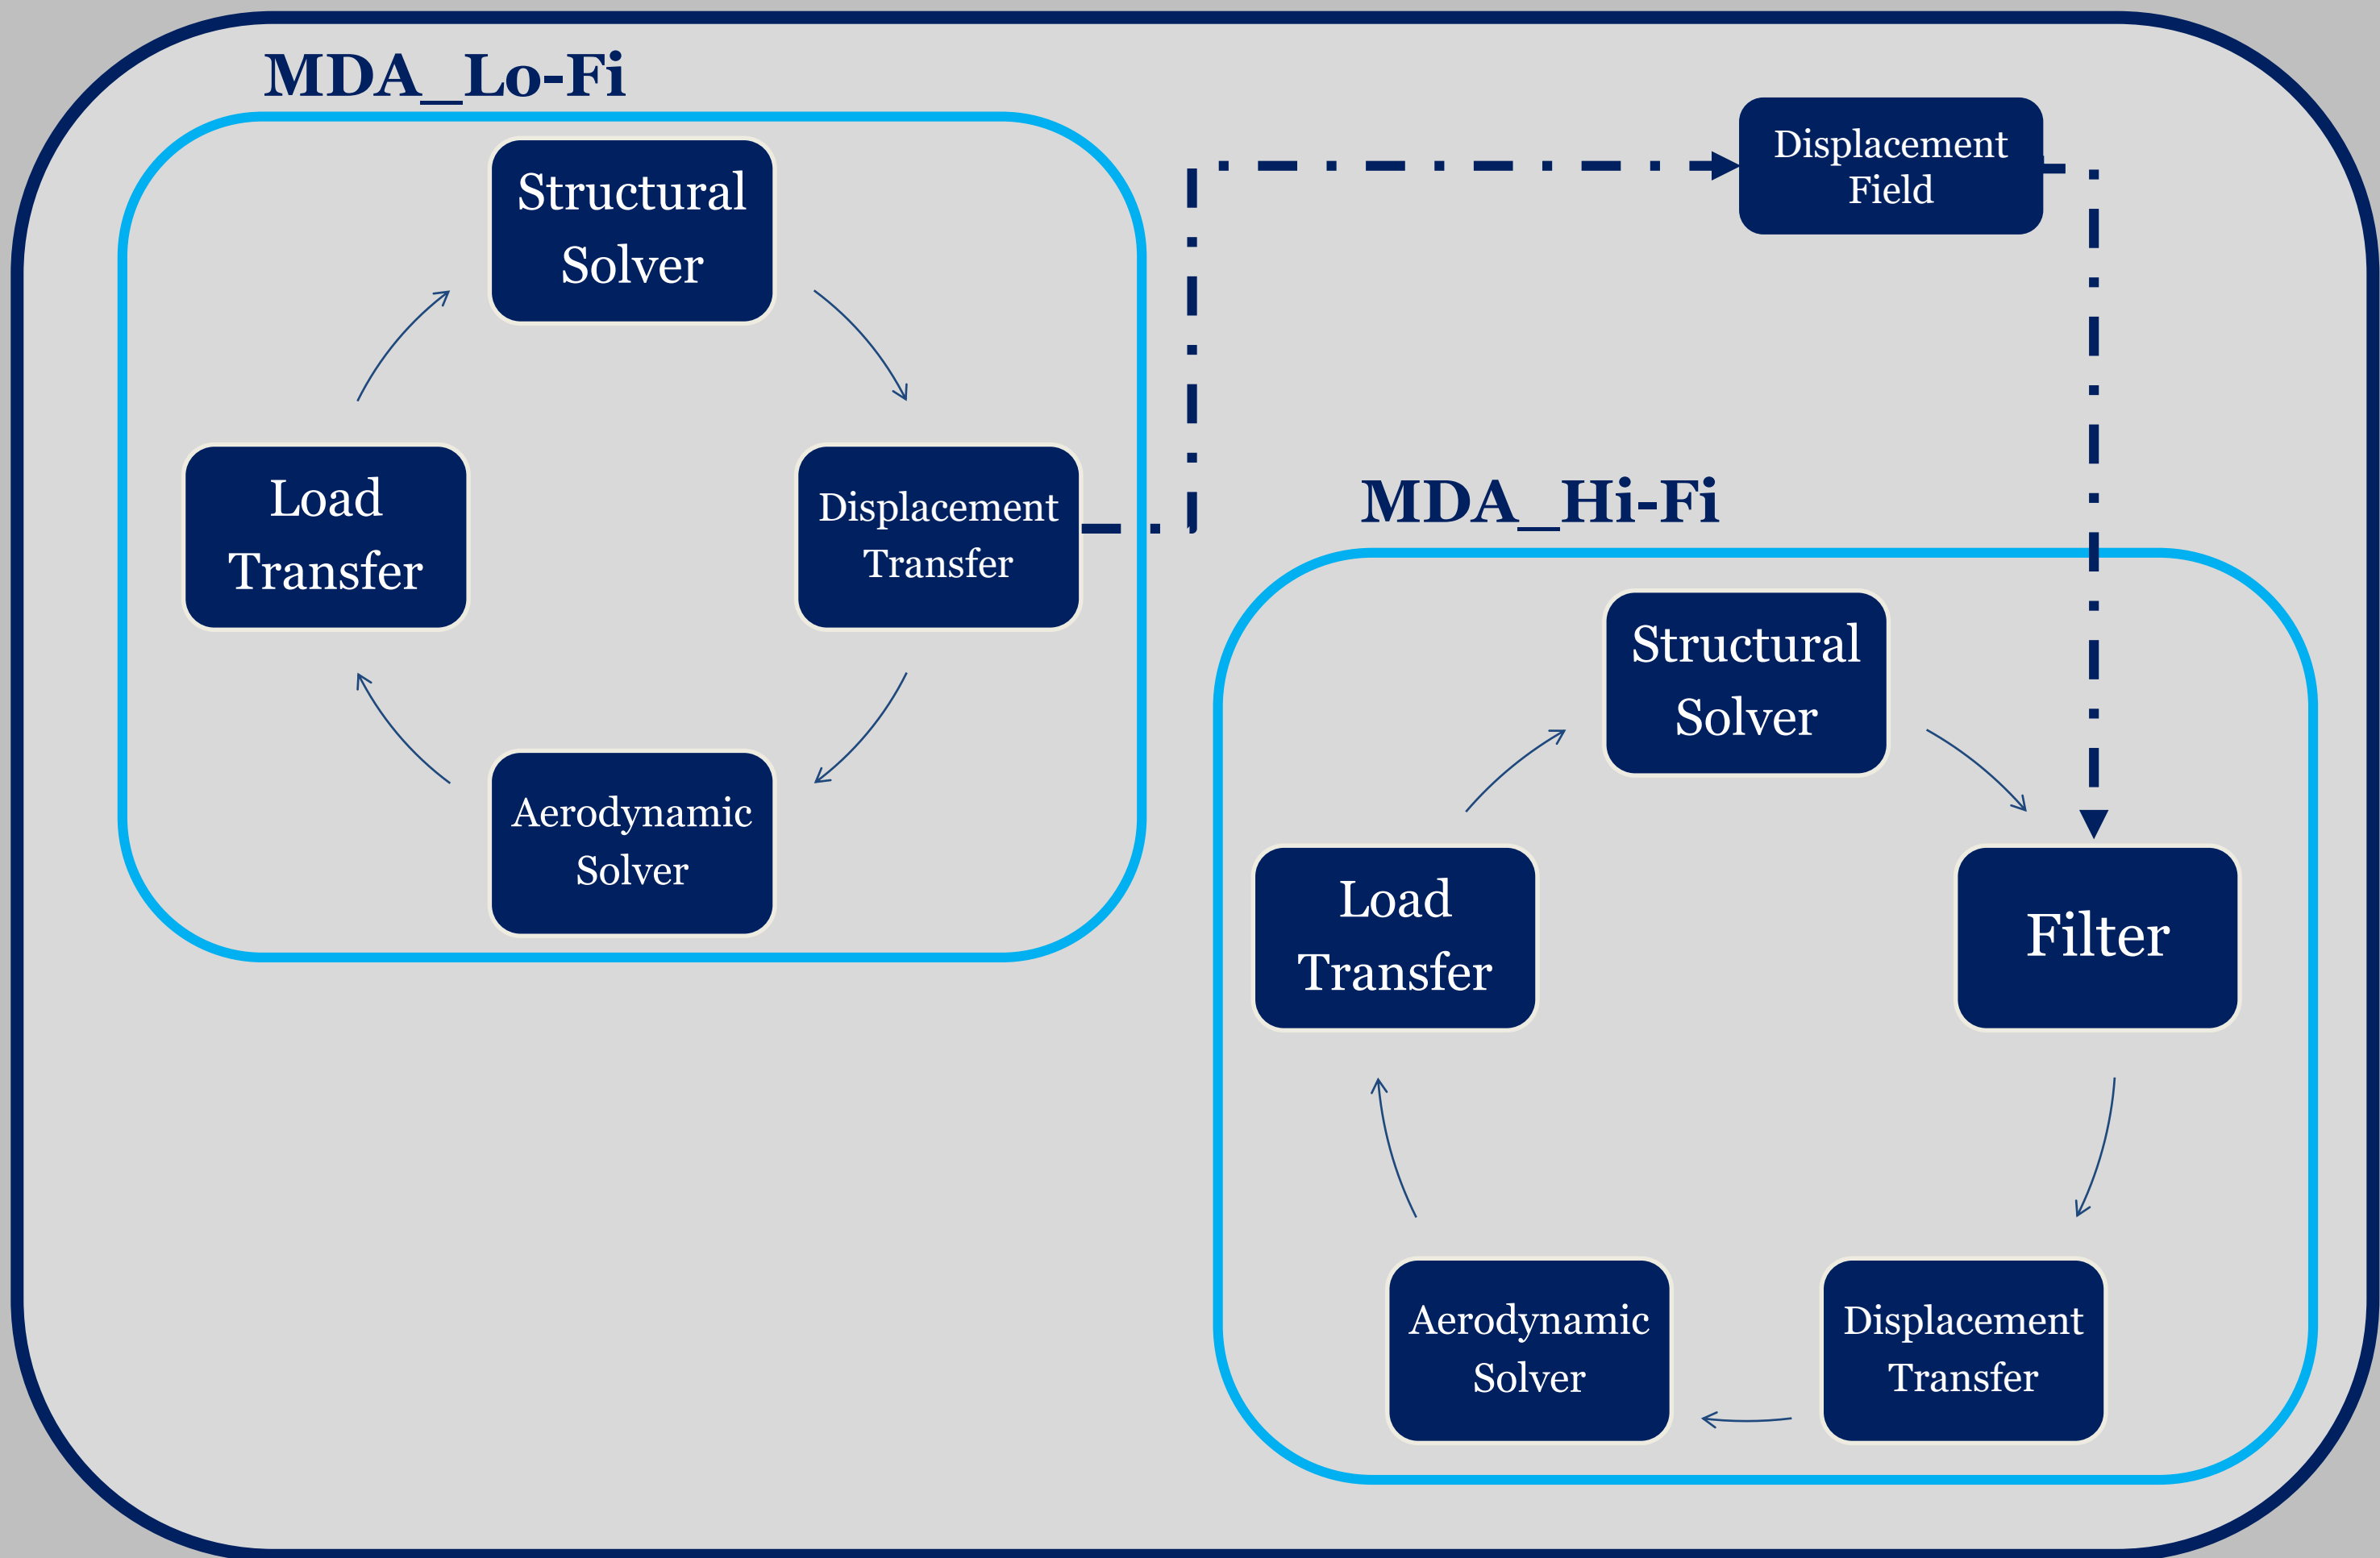 MDA_Lo-Fi
Structural
Solver
Load
Transfer
Displacement
Transfer
Aerodynamic
Solver
Displacement
Field
MDA_Hi-Fi
Structural
Solver
Load
Transfer
Filter
Aerodynamic
Solver
Displacement
Transfer